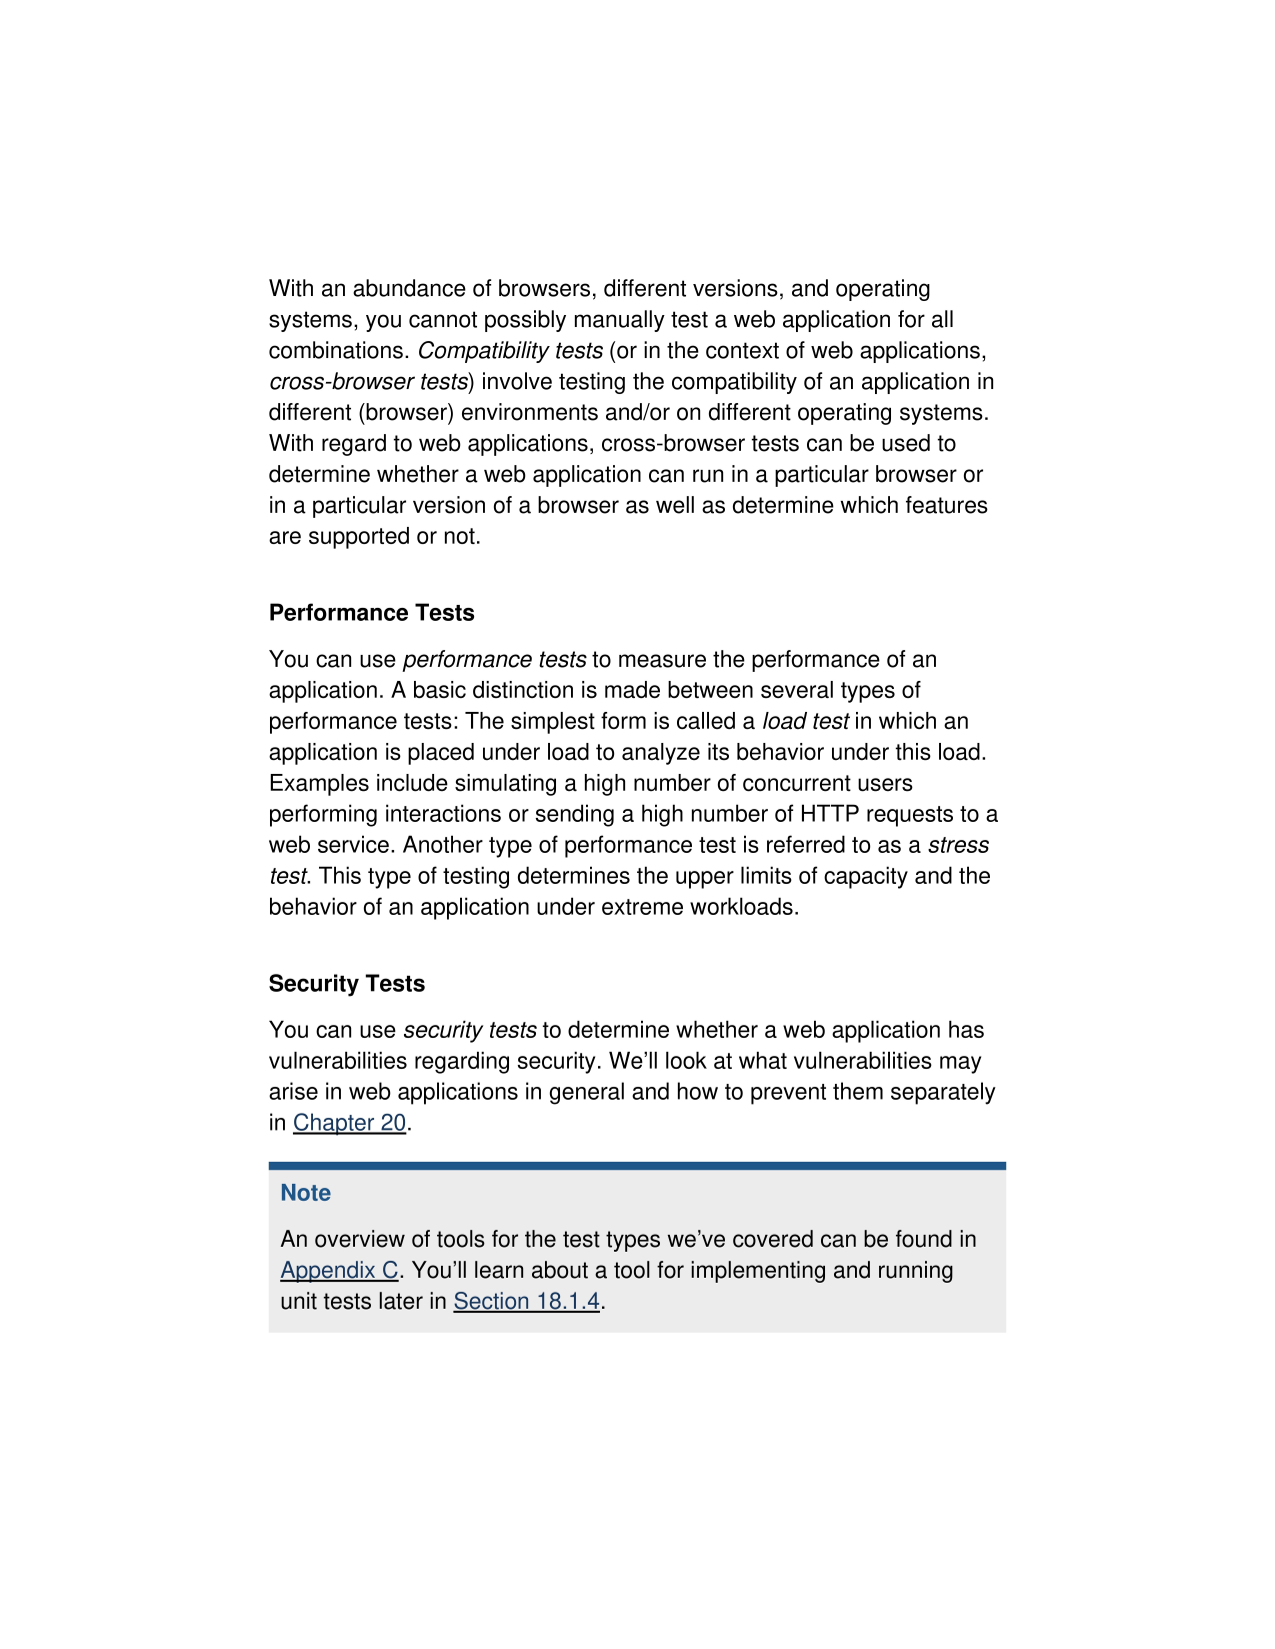 With an abundance of browsers, different versions, and operating
systems, you cannot possibly manually test a web application for all
combinations. Compatibility tests (or in the context of web applications,
cross-browser tests) involve testing the compatibility of an application in
different (browser) environments and/or on different operating systems.
With regard to web applications, cross-browser tests can be used to
determine whether a web application can run in a particular browser or
in a particular version of a browser as well as determine which features
are supported or not.
Performance Tests
You can use performance tests to measure the performance of an
application. A basic distinction is made between several types of
performance tests: The simplest form is called a load test in which an
application is placed under load to analyze its behavior under this load.
Examples include simulating a high number of concurrent users
performing interactions or sending a high number of HTTP requests to a
web service. Another type of performance test is referred to as a stress
test. This type of testing determines the upper limits of capacity and the
behavior of an application under extreme workloads.
Security Tests
You can use security tests to determine whether a web application has
vulnerabilities regarding security. We’ll look at what vulnerabilities may
arise in web applications in general and how to prevent them separately
in Chapter 20.
Note
An overview of tools for the test types we’ve covered can be found in
Appendix C. You’ll learn about a tool for implementing and running
unit tests later in Section 18.1.4.